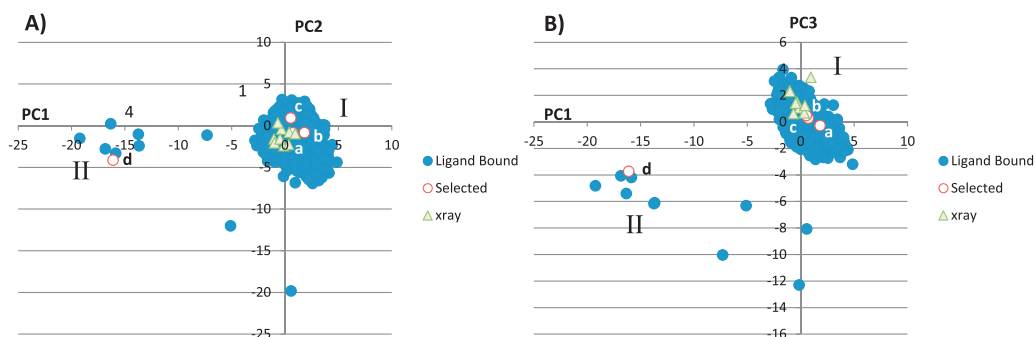 A)
PC2
10
5
1
I
c
PC1
4
0
-25 -20 -15 -10 -5 0 5 10
b
a
d
II
-5
-10
-15
-20
-25
Ligand Bound
Selected
xray
B)
PC3
6
4
I
2
b
PC1
0
-25 -20 -15 -10 -5 0 5 10
c
a
-2
-4
d
-6
II
-8
-10
-12
-14
-16
Ligand Bound
Selected
xray